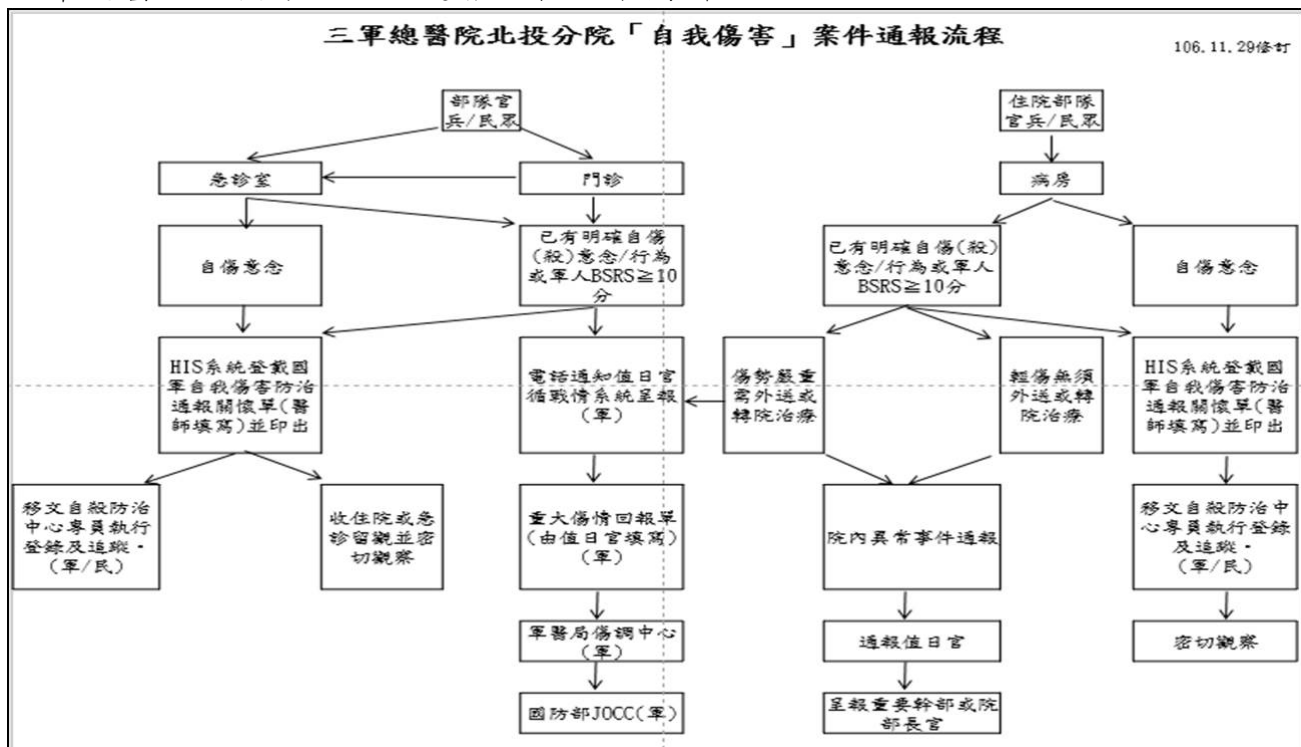 三軍總醫院北投分院「自我傷害」案件通報流程
106.11.29修訂
部隊官
兵/民眾
住院部隊
官兵/民眾
急診室
門診
病房
自傷意念
已有明確自傷
(殺)意念/行為
或軍人BSRS≧10
分
已有明確自傷(殺)
意念/行為或軍人
BSRS≧10分
自傷意念
HIS系統登載國
軍自我傷害防治
通報關懷單(醫
師填寫)並印出
電話通知值日官
循戰情系統呈報
(軍)
傷勢嚴重
需外送或
轉院治療
輕傷無須
外送或轉
院治療
HIS系統登載國
軍自我傷害防治
通報關懷單(醫
師填寫)並印出
移文自殺防治
中心專員執行
登錄及追蹤。
(軍/民)
收住院或急
診留觀並密
切觀察
重大傷情回報單
(由值日官填寫)
(軍)
院內異常事件通報
移文自殺防治
中心專員執行登錄
及追蹤。
(軍/民)
軍醫局傷調中心
(軍)
通報值日官
密切觀察
國防部JOCC(軍)
呈報重要幹部或院
部長官